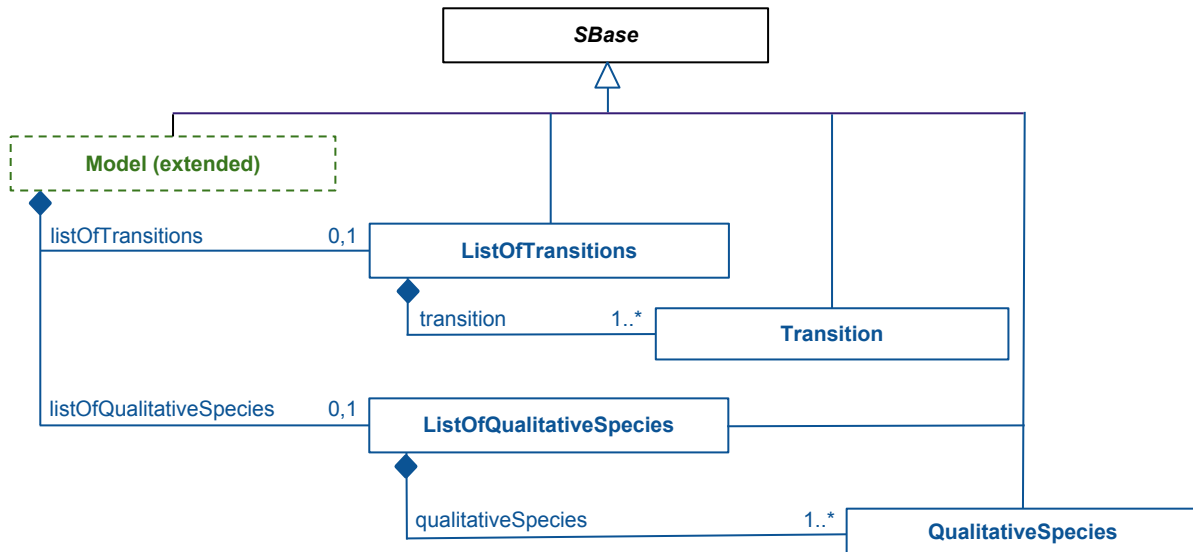 SBase
Model (extended)
listOfTransitions 0,1
ListOfTransitions
transition 1..*
Transition
listOfQualitativeSpecies 0,1
ListOfQualitativeSpecies
qualitativeSpecies 1..*
QualitativeSpecies